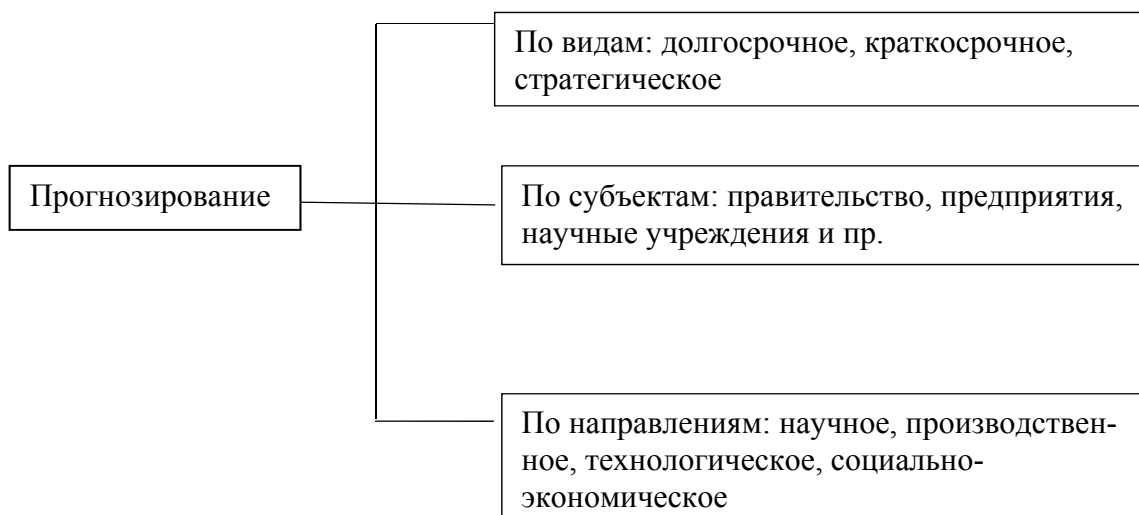 По видам: долгосрочное, краткосрочное,
стратегическое
Прогнозирование
По субъектам: правительство, предприятия,
научные учреждения и пр.
По направлениям: научное, производствен-
ное, технологическое, социально-
экономическое